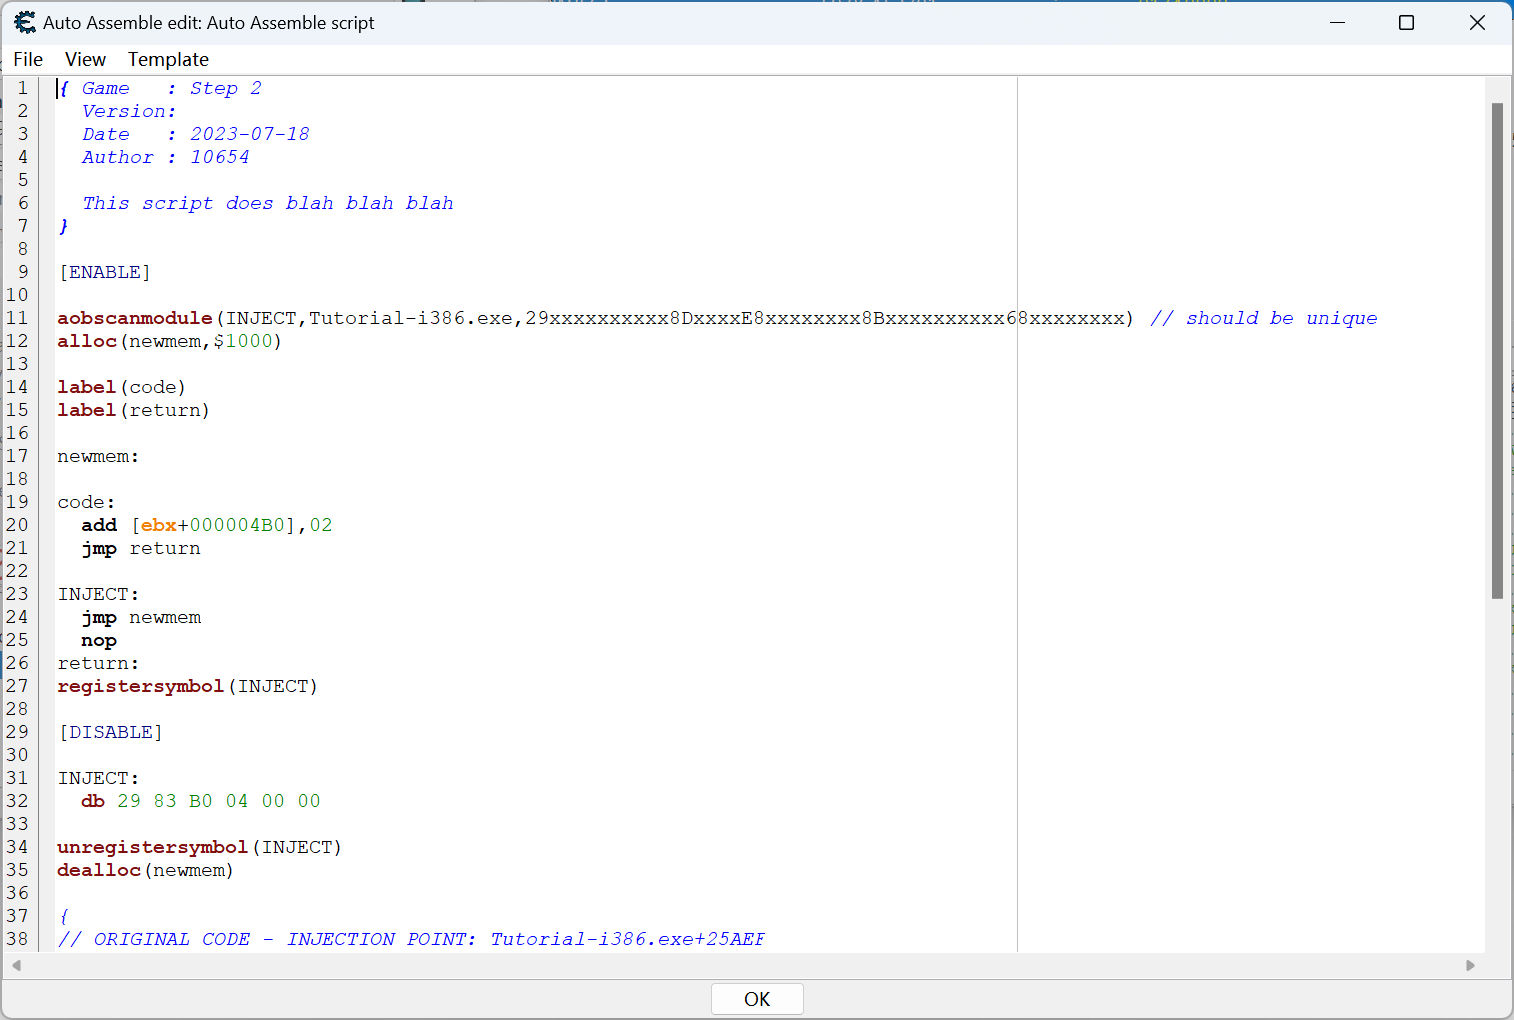 Auto Assemble edit: Auto Assemble script
File View Template
1 { Game   : Step 2
2   Version:
3   Date   : 2023-07-18
4   Author : 10654
5
6   This script does blah blah blah
7 }
8
9 [ENABLE]
10
11 aobscanmodule(INJECT,Tutorial-i386.exe,29xxxxxxxxxx8DxxxxE8xxxxxxxx8Bxxxxxxxxxx68xxxxxxxx) // should be unique
12 alloc(newmem,$1000)
13
14 label(code)
15 label(return)
16
17 newmem:
18
19 code:
20   add [ebx+000004B0],02
21   jmp return
22
23 INJECT:
24   jmp newmem
25   nop
26 return:
27 registersymbol(INJECT)
28
29 [DISABLE]
30
31 INJECT:
32   db 29 83 B0 04 00 00
33
34 unregistersymbol(INJECT)
35 dealloc(newmem)
36
37 {
38 // ORIGINAL CODE - INJECTION POINT: Tutorial-i386.exe+25AEF
OK